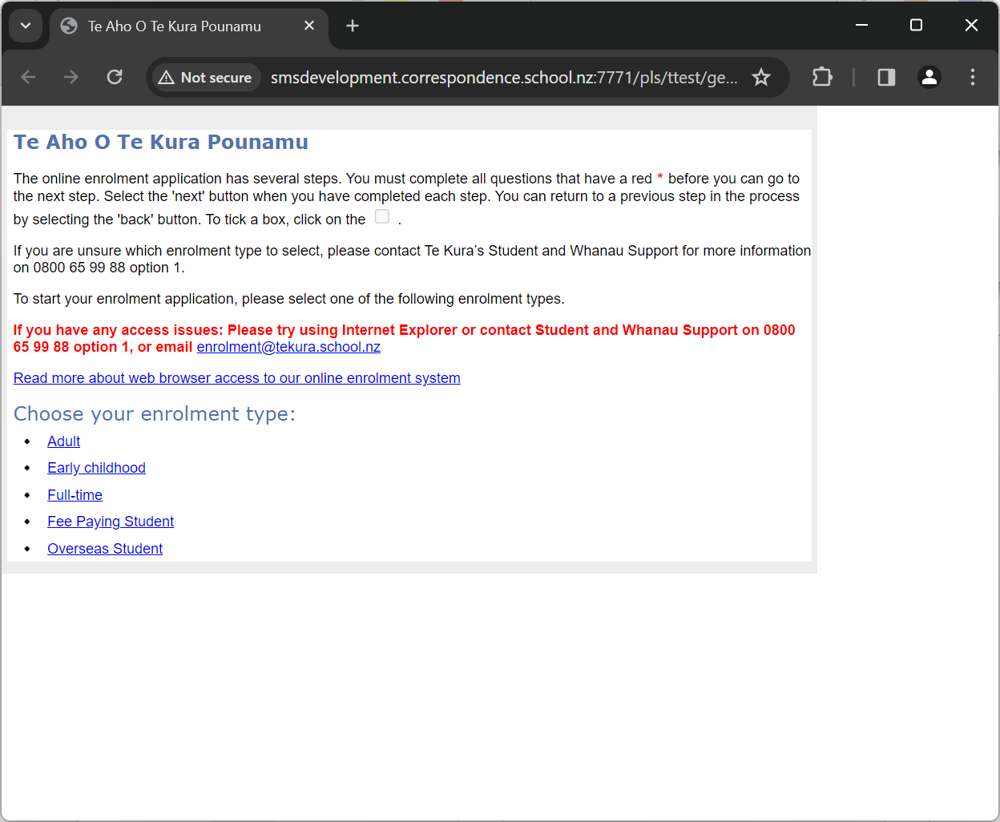 Te Aho O Te Kura Pounamu
Not secure
smsdevelopment.correspondence.school.nz:7771/pls/ttest/ge...
Te Aho O Te Kura Pounamu
The online enrolment application has several steps. You must complete all questions that have a red * before you can go to
the next step. Select the 'next' button when you have completed each step. You can return to a previous step in the process
by selecting the 'back' button. To tick a box, click on the .
If you are unsure which enrolment type to select, please contact Te Kura's Student and Whanau Support for more information
on 0800 65 99 88 option 1.
To start your enrolment application, please select one of the following enrolment types.
If you have any access issues: Please try using Internet Explorer or contact Student and Whanau Support on 0800
65 99 88 option 1, or email enrolment@tekura.school.nz
Read more about web browser access to our online enrolment system
Choose your enrolment type:
Adult
Early childhood
Full-time
Fee Paying Student
Overseas Student